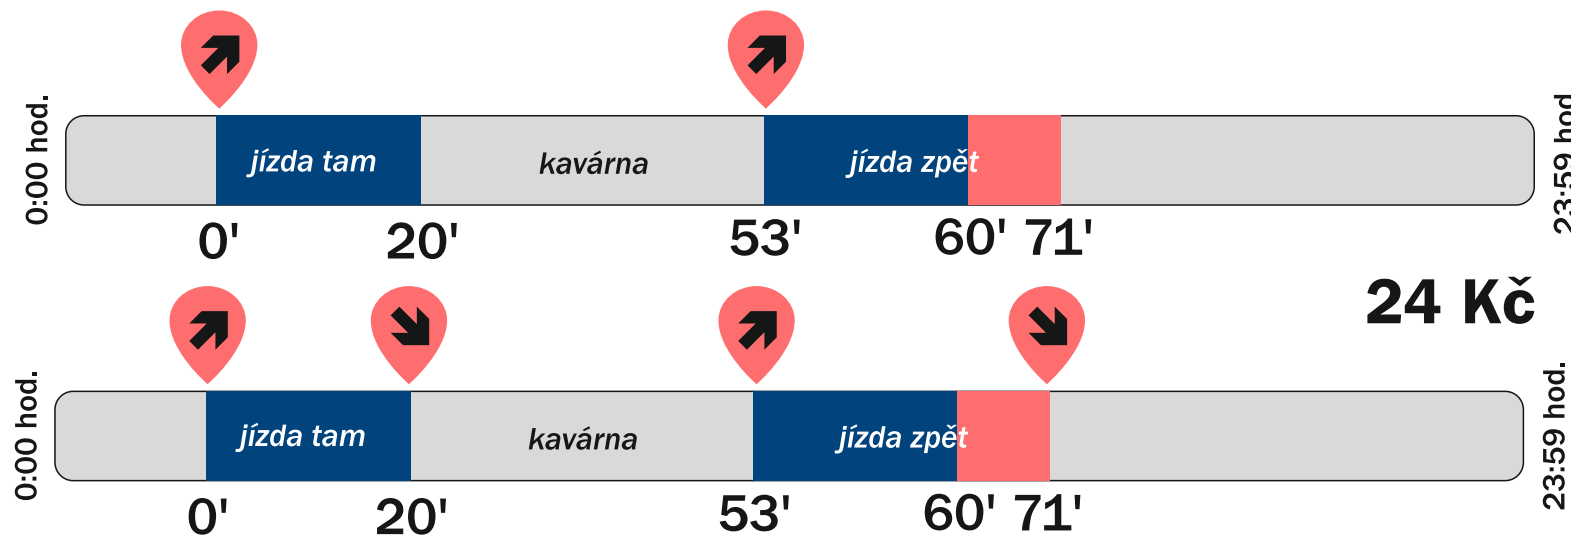 0:00 hod.
jízda tam
kavárna
jízda zpět
23:59 hod
0'
20'
53'
60' 71'
24 Kč
0:00 hod.
jízda tam
kavárna
jízda zpět
23:59 hod.
0'
20'
53'
60' 71'